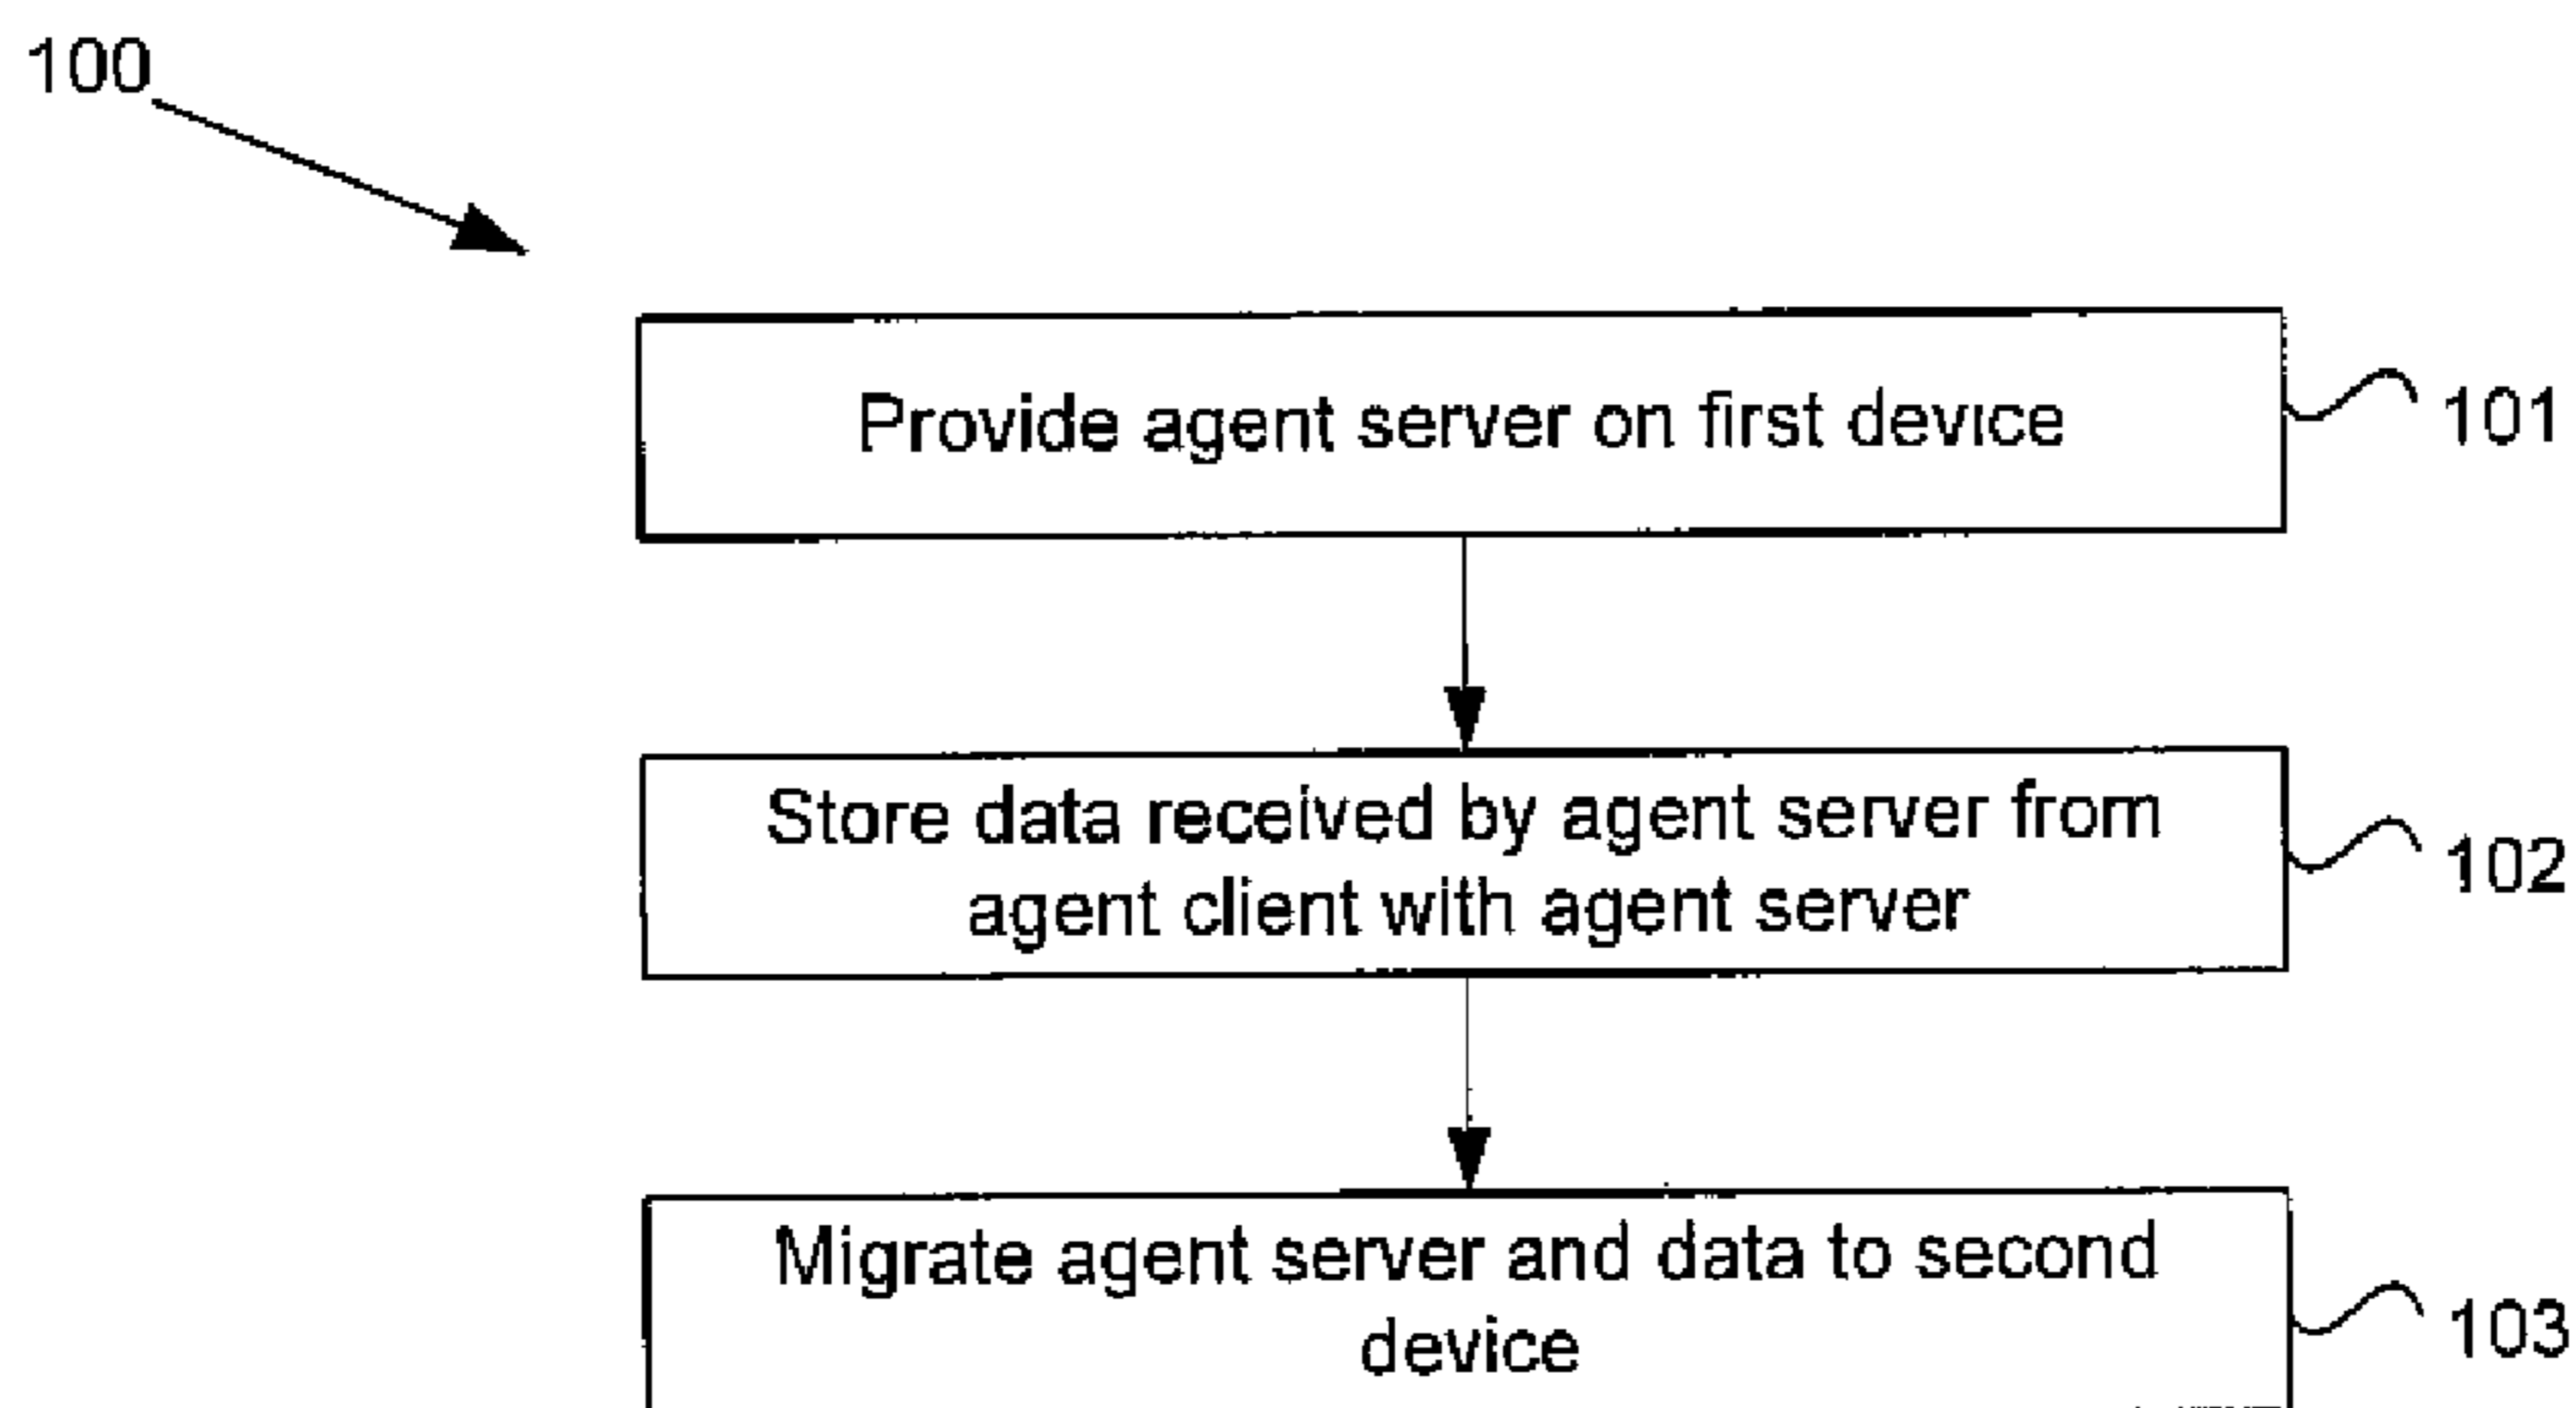 100
Provide agent server on first device
101
Store data received by agent server from
agent client with agent server
102
Migrate agent server and data to second
device
103